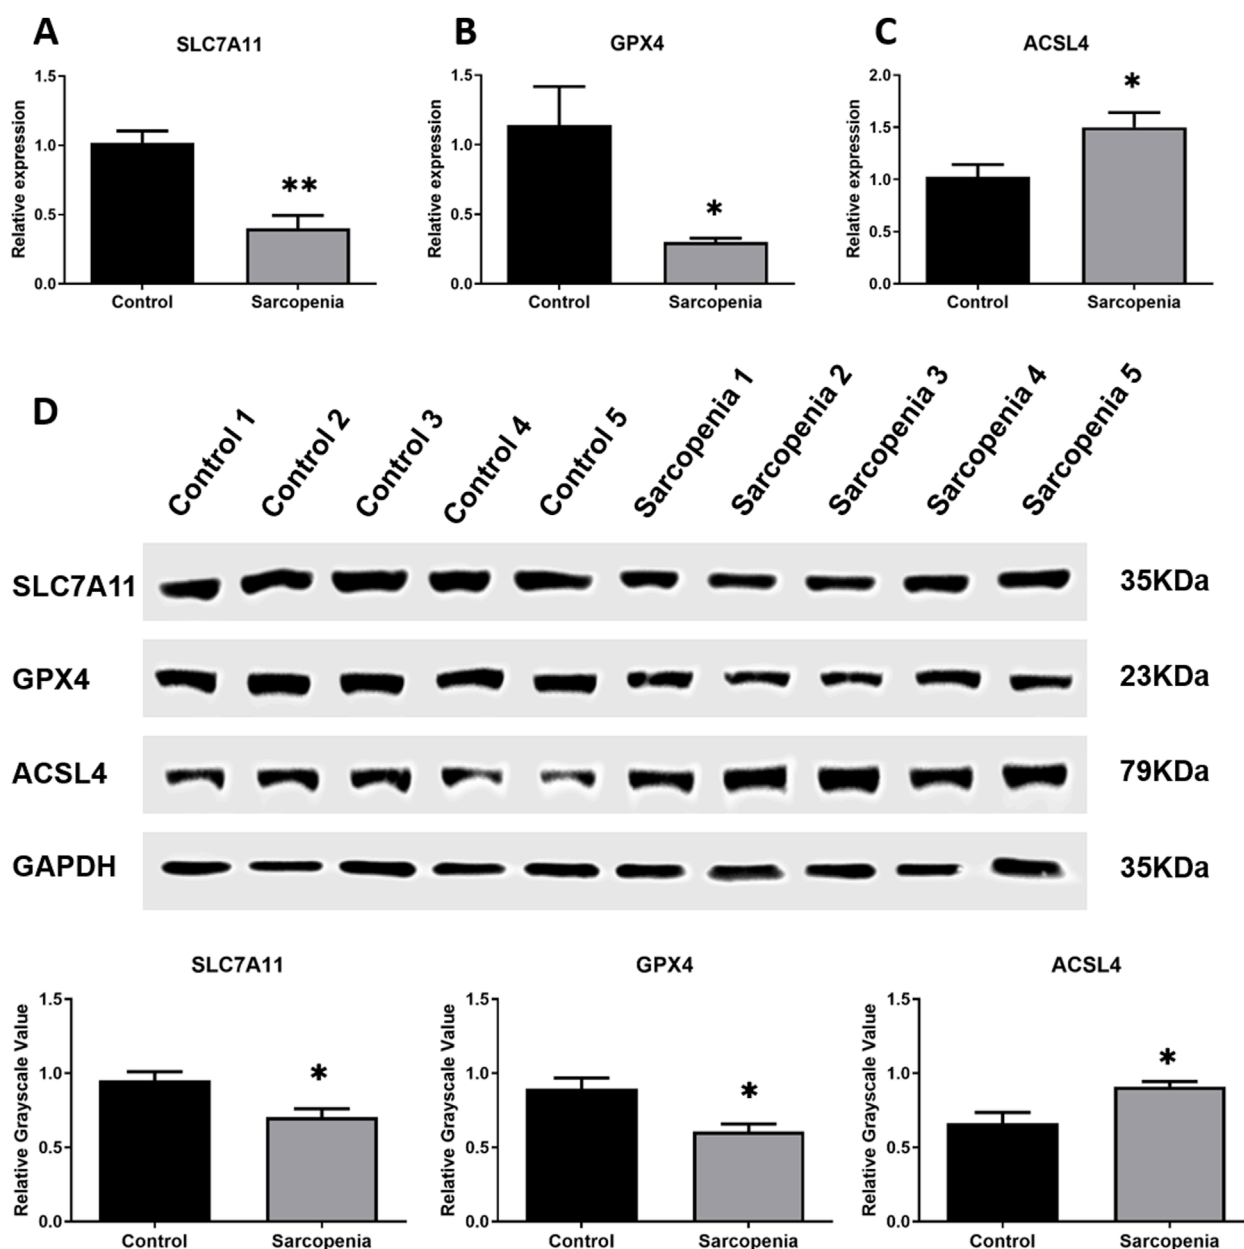 A
SLC7A11
Relative expression
1.5
1.0
0.5
0.0
**
Control
Sarcopenia
B
GPX4
Relative expression
1.5
1.0
0.5
0.0
*
Control
Sarcopenia
C
ACSL4
Relative expression
2.0
1.5
1.0
0.5
0.0
*
Control
Sarcopenia
D
Control 1
Control 2
Control 3
Control 4
Control 5
Sarcopenia 1
Sarcopenia 2
Sarcopenia 3
Sarcopenia 4
Sarcopenia 5
SLC7A11
35KDa
GPX4
23KDa
ACSL4
79KDa
GAPDH
35KDa
SLC7A11
Relative Grayscale Value
1.5
1.0
0.5
0.0
*
Control
Sarcopenia
GPX4
Relative Grayscale Value
1.5
1.0
0.5
0.0
*
Control
Sarcopenia
ACSL4
Relative Grayscale Value
1.5
1.0
0.5
0.0
*
Control
Sarcopenia